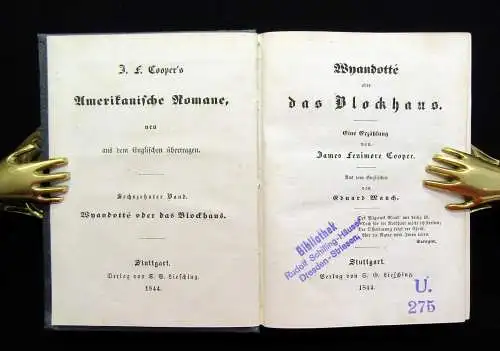 J. F. Cooper's
Amerikanische Romane,
neu
aus dem Englischen übertragen.
Sechszehnter Band.
Wyandotté oder das Blockhaus.
Stuttgart.
Verlag von S. G. Liesching.
1844.
Wyandotté
oder
das Blockhaus.
Eine Erzählung
von
James Fenimore Cooper.
Aus dem Englischen
von
Eduard Mauch.
Bibliothek
Rudolf Schilling-Häuser
Dresden-Striesen.
Stuttgart.
Verlag von S. G. Liesching.
1844.
U.
275